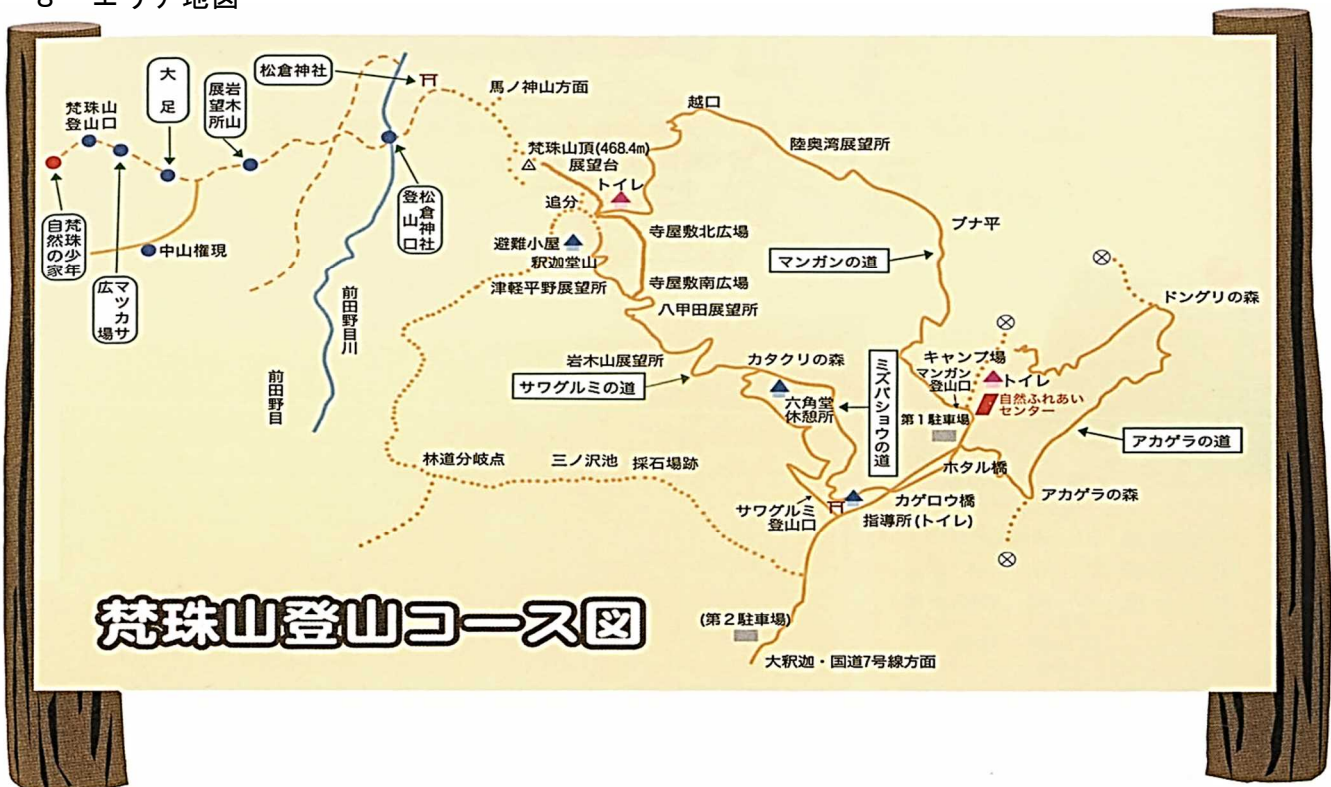 8 エリア地図
松倉神社
大足
岩木山展望所
梵珠山
登山口
馬ノ神山方面
越口
陸奥湾展望所
梵珠山頂(468.4m)
展望台
トイレ
追分
松倉神社登山口
梵珠少年自然の家
中山権現
マツカサ広場
避難小屋
釈迦堂山
寺屋敷北広場
ブナ平
マンガンの道
津軽平野展望所
寺屋敷南広場
八甲田展望所
ドングリの森
前田野目川
前田野目
岩木山展望所
カタクリの森
ミズバショウの道
キャンプ場
マンガン
登山口
トイレ
サワグルミの道
六角堂
休憩所
自然ふれあい
センター
第1駐車場
アカゲラの道
林道分岐点
三ノ沢池
採石場跡
ホタル橋
カゲロウ橋
アカゲラの森
サワグルミ
登山口
指導所(トイレ)
梵珠山登山コース図
(第2駐車場)
大釈迦・国道7号線方面